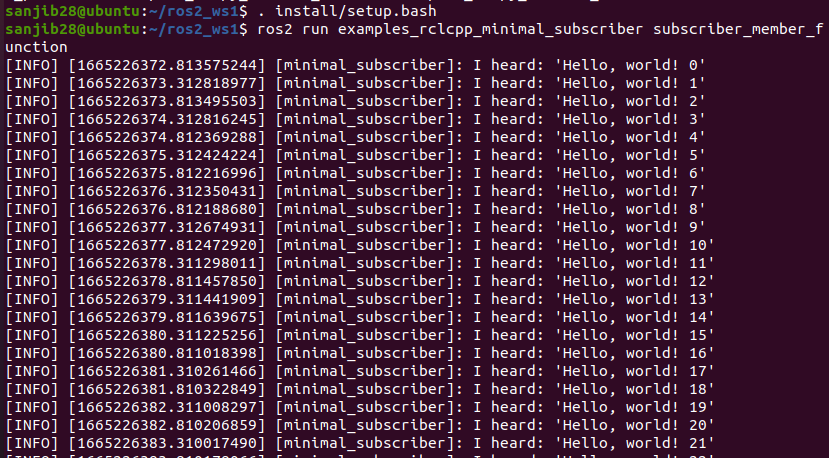 sanjib28@ubuntu:~/ros2_ws1$ . install/setup.bash
sanjib28@ubuntu:~/ros2_ws1$ ros2 run examples_rclcpp_minimal_subscriber subscriber_member_f
unction
[INFO] [1665226372.813575244] [minimal_subscriber]: I heard: 'Hello, world! 0'
[INFO] [1665226373.312818977] [minimal_subscriber]: I heard: 'Hello, world! 1'
[INFO] [1665226373.813495503] [minimal_subscriber]: I heard: 'Hello, world! 2'
[INFO] [1665226374.312816245] [minimal_subscriber]: I heard: 'Hello, world! 3'
[INFO] [1665226374.812369288] [minimal_subscriber]: I heard: 'Hello, world! 4'
[INFO] [1665226375.312424224] [minimal_subscriber]: I heard: 'Hello, world! 5'
[INFO] [1665226375.812216996] [minimal_subscriber]: I heard: 'Hello, world! 6'
[INFO] [1665226376.312350431] [minimal_subscriber]: I heard: 'Hello, world! 7'
[INFO] [1665226376.812188680] [minimal_subscriber]: I heard: 'Hello, world! 8'
[INFO] [1665226377.312674931] [minimal_subscriber]: I heard: 'Hello, world! 9'
[INFO] [1665226377.812472920] [minimal_subscriber]: I heard: 'Hello, world! 10'
[INFO] [1665226378.311298011] [minimal_subscriber]: I heard: 'Hello, world! 11'
[INFO] [1665226378.811457850] [minimal_subscriber]: I heard: 'Hello, world! 12'
[INFO] [1665226379.311441909] [minimal_subscriber]: I heard: 'Hello, world! 13'
[INFO] [1665226379.811639675] [minimal_subscriber]: I heard: 'Hello, world! 14'
[INFO] [1665226380.311225256] [minimal_subscriber]: I heard: 'Hello, world! 15'
[INFO] [1665226380.811018398] [minimal_subscriber]: I heard: 'Hello, world! 16'
[INFO] [1665226381.310261466] [minimal_subscriber]: I heard: 'Hello, world! 17'
[INFO] [1665226381.810322849] [minimal_subscriber]: I heard: 'Hello, world! 18'
[INFO] [1665226382.311008297] [minimal_subscriber]: I heard: 'Hello, world! 19'
[INFO] [1665226382.810206859] [minimal_subscriber]: I heard: 'Hello, world! 20'
[INFO] [1665226383.310017490] [minimal_subscriber]: I heard: 'Hello, world! 21'